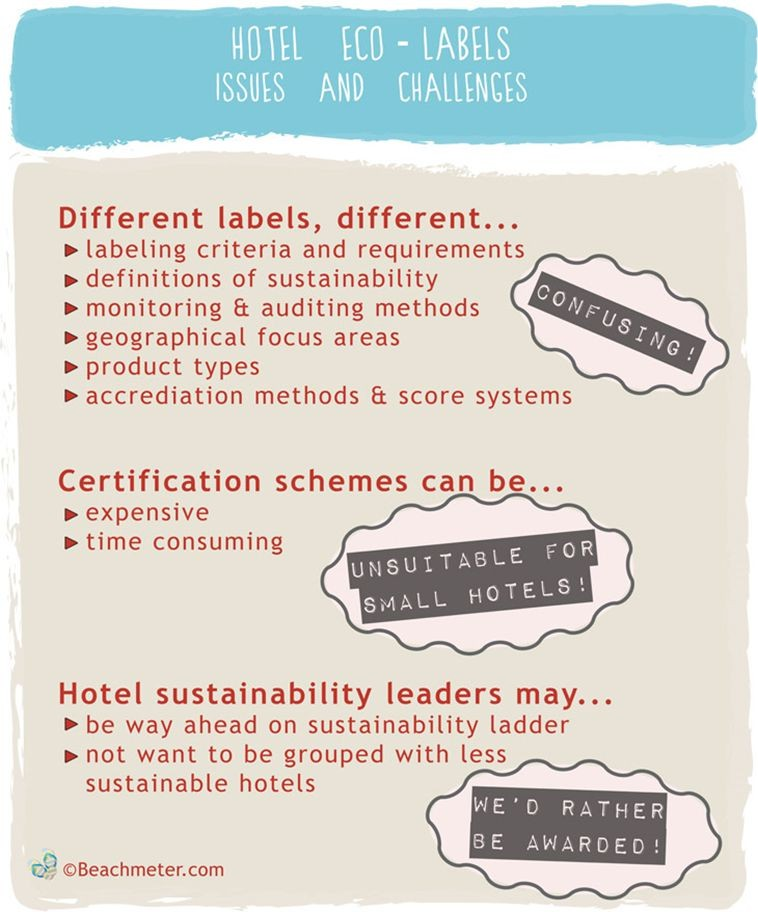 HOTEL ECO - LABELS
ISSUES AND CHALLENGES
Different labels, different...
labeling criteria and requirements
definitions of sustainability
monitoring & auditing methods
geographical focus areas
product types
accrediation methods & score systems
CONFUSING!
Certification schemes can be...
expensive
time consuming
UNSUITABLE FOR
SMALL HOTELS!
Hotel sustainability leaders may...
be way ahead on sustainability ladder
not want to be grouped with less
sustainable hotels
WE'D RATHER
BE AWARDED!
©Beachmeter.com